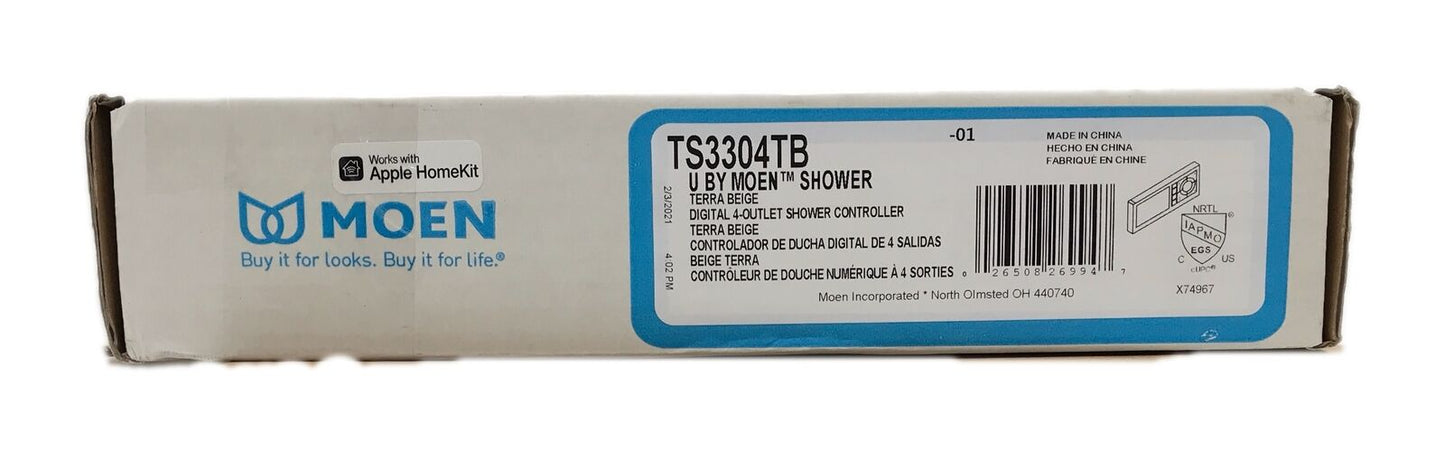 Works with
Apple HomeKit
MOEN
Buy it for looks. Buy it for life.®
TS3304TB
-01
U BY MOEN™ SHOWER
TERRA BEIGE
DIGITAL 4-OUTLET SHOWER CONTROLLER
TERRA BEIGE
CONTROLADOR DE DUCHA DIGITAL DE 4 SALIDAS
BEIGE TERRA
CONTRÔLEUR DE DOUCHE NUMÉRIQUE À 4 SORTIES
2/3/2021 4:02 PM
MADE IN CHINA
HECHO EN CHINA
FABRIQUÉ EN CHINE
0 26508 26994 7
NRTL
®
IAPMO
EGS
C US
cUPC®
X74967
Moen Incorporated * North Olmsted OH 440740